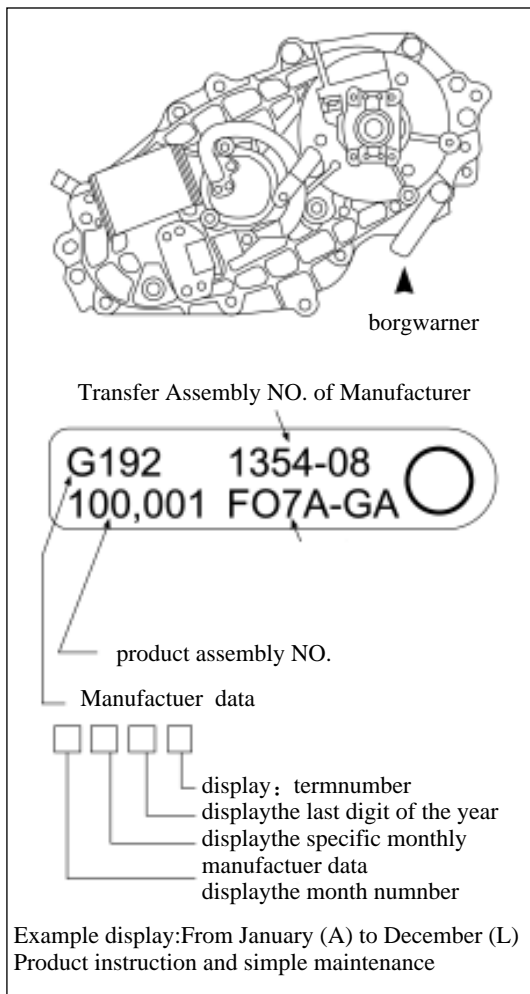 borgwarner
Transfer Assembly NO. of Manufacturer
G192 1354-08
100,001 FO7A-GA
product assembly NO.
Manufactuer data
display：termnumber
displaythe last digit of the year
displaythe specific monthly
manufactuer data
displaythe month numnber
Example display:From January (A) to December (L)
Product instruction and simple maintenance